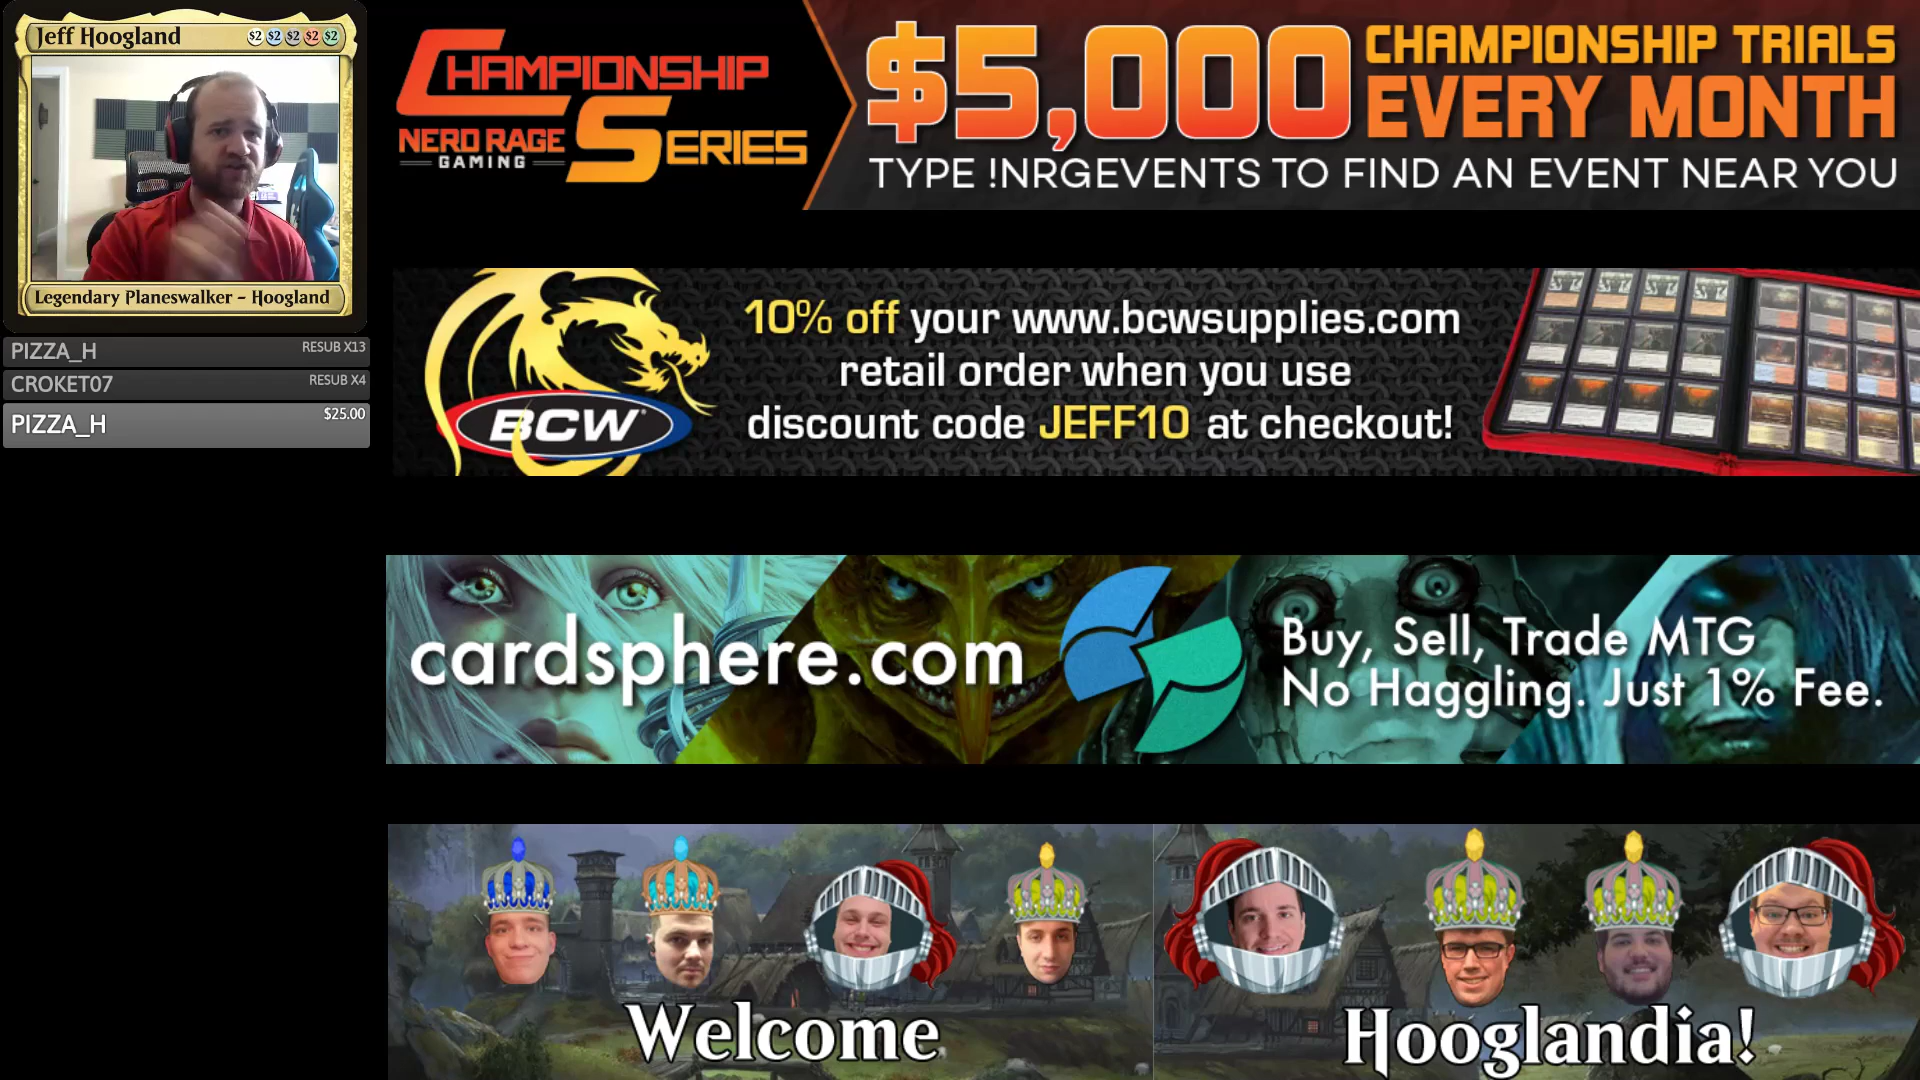 Jeff Hoogland
$2 $2 $2 $2 $2
Legendary Planeswalker - Hoogland
PIZZA_H RESUB X13
CROKET07 RESUB X4
PIZZA_H $25.00
CHAMPIONSHIP
NERD RAGE
GAMING
SERIES
$5,000
CHAMPIONSHIP TRIALS
EVERY MONTH
TYPE !NRGEVENTS TO FIND AN EVENT NEAR YOU
BCW
10% off your www.bcwsupplies.com
retail order when you use
discount code JEFF10 at checkout!
cardsphere.com
Buy, Sell, Trade MTG
No Haggling. Just 1% Fee.
Welcome
Hooglandia!